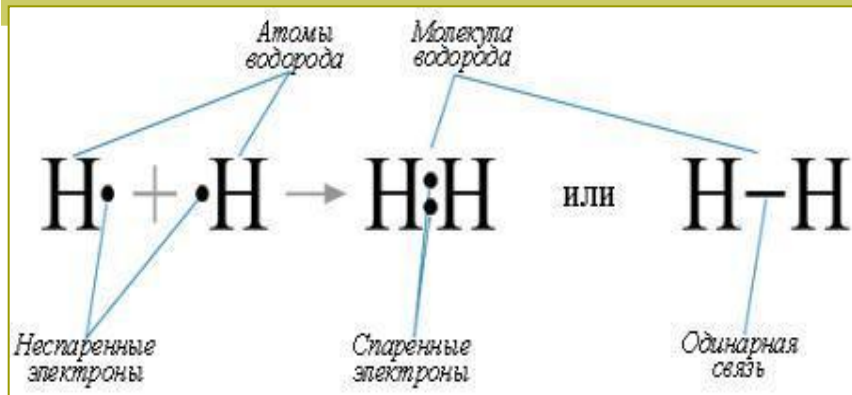 Атомы
водорода
Молекула
водорода
H· + ·H → H:H или H–H
Неспаренные
электроны
Спаренные
электроны
Одинарная
связь